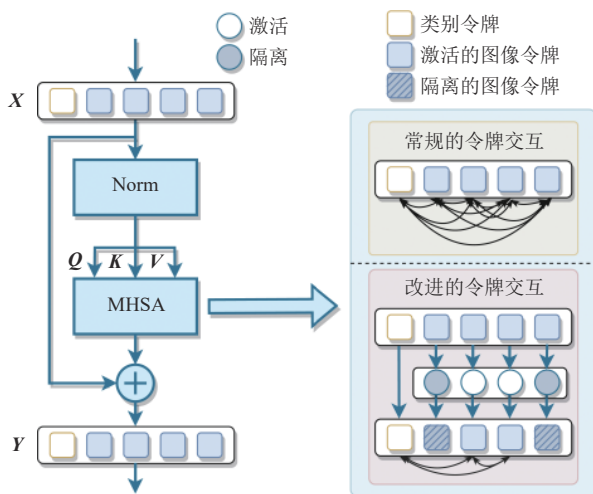 激活
隔离
类别令牌
激活的图像令牌
隔离的图像令牌
X
Norm
Q K V
MHSA
Y
常规的令牌交互
改进的令牌交互